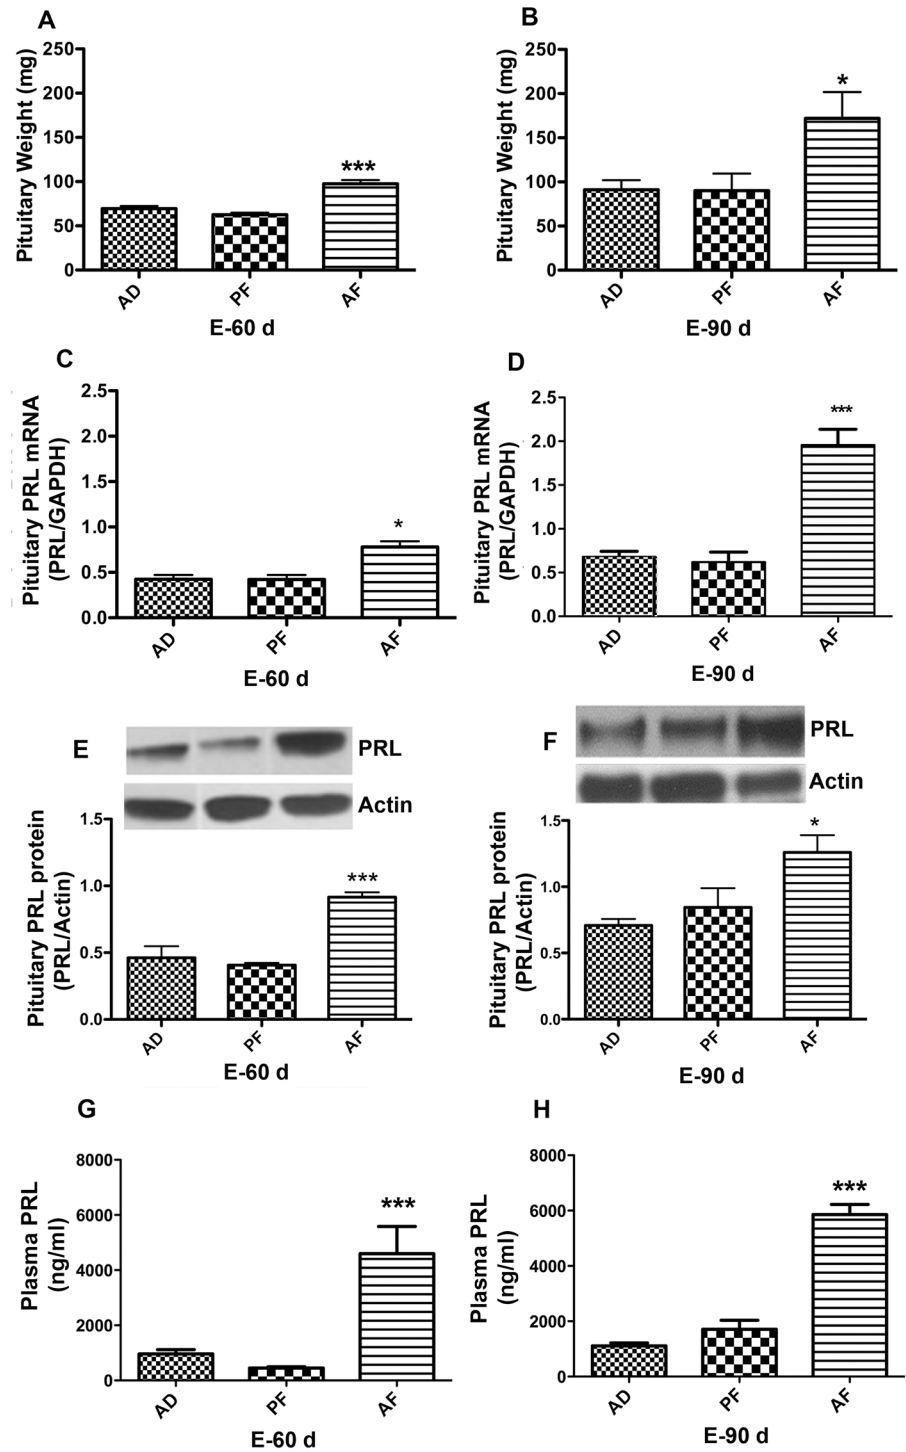 A
Pituitary Weight (mg)
250
200
150
100
50
0
***
AD
PF
AF
E-60 d
B
Pituitary Weight (mg)
250
200
150
100
50
0
*
AD
PF
AF
E-90 d
C
Pituitary PRL mRNA
(PRL/GAPDH)
2.5
2.0
1.5
1.0
0.5
0.0
*
AD
PF
AF
E-60 d
D
Pituitary PRL mRNA
(PRL/GAPDH)
2.5
2.0
1.5
1.0
0.5
0.0
***
AD
PF
AF
E-90 d
E
PRL
Actin
Pituitary PRL protein
(PRL/Actin)
1.5
1.0
0.5
0.0
***
AD
PF
AF
E-60 d
F
PRL
Actin
Pituitary PRL protein
(PRL/Actin)
1.5
1.0
0.5
0.0
*
AD
PF
AF
E-90 d
G
Plasma PRL
(ng/ml)
8000
6000
4000
2000
0
***
AD
PF
AF
E-60 d
H
Plasma PRL
(ng/ml)
8000
6000
4000
2000
0
***
AD
PF
AF
E-90 d